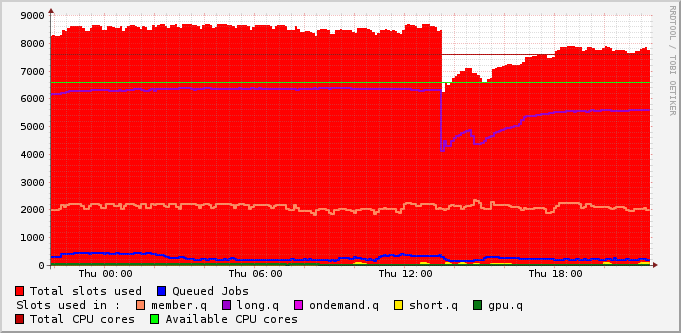 9000
8000
7000
6000
5000
4000
3000
2000
1000
0
Thu 00:00 Thu 06:00 Thu 12:00 Thu 18:00
Total slots used Queued Jobs
Slots used in : member.q long.q ondemand.q short.q gpu.q
Total CPU cores Available CPU cores
RRDTOOL / TOBI OETIKER